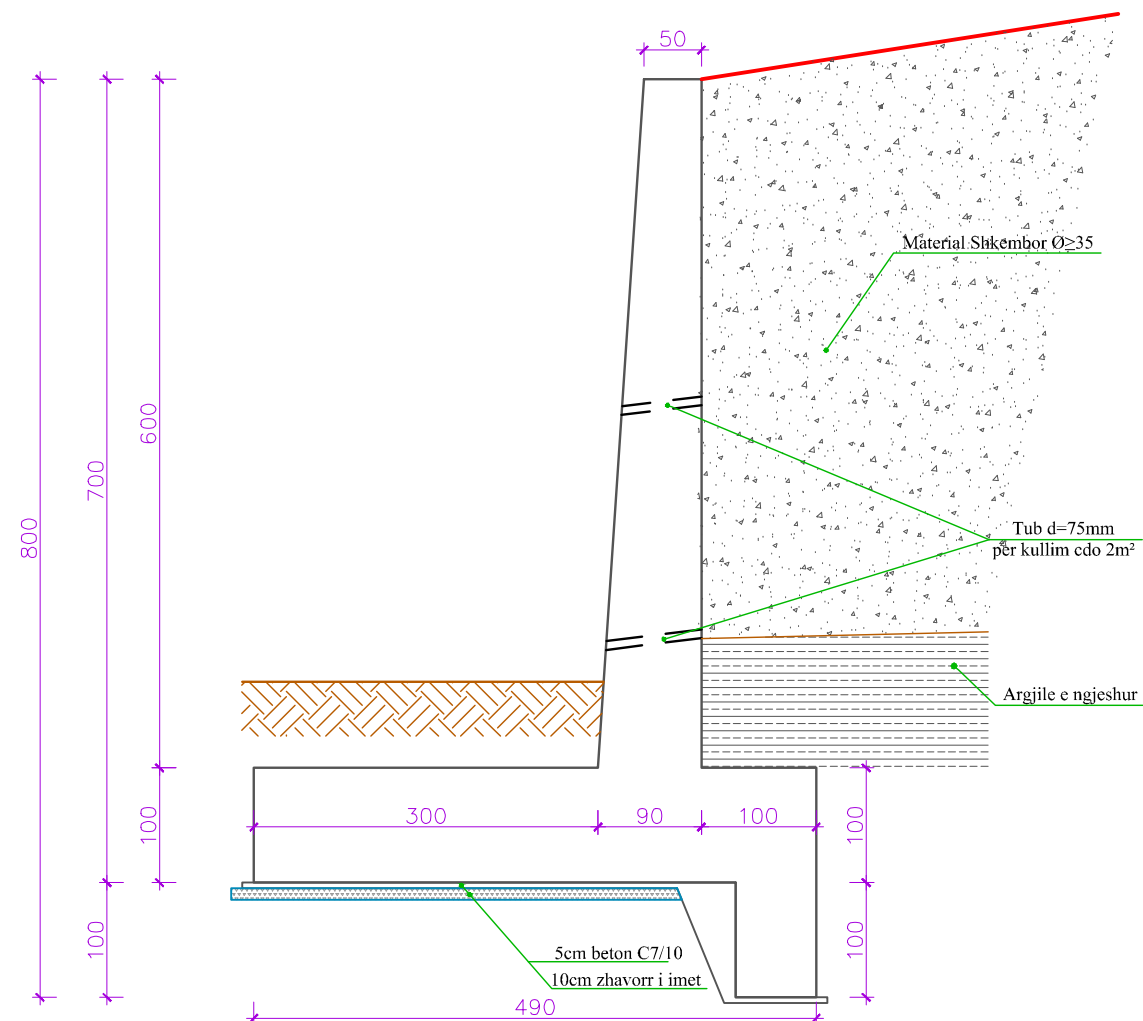 50
Material Shkembor Ø≥35
600
700
800
Tub d=75mm
per kullim cdo 2m²
Argjile e ngjeshur
300
90
100
100
100
100
100
5cm beton C7/10
10cm zhavorr i imet
490